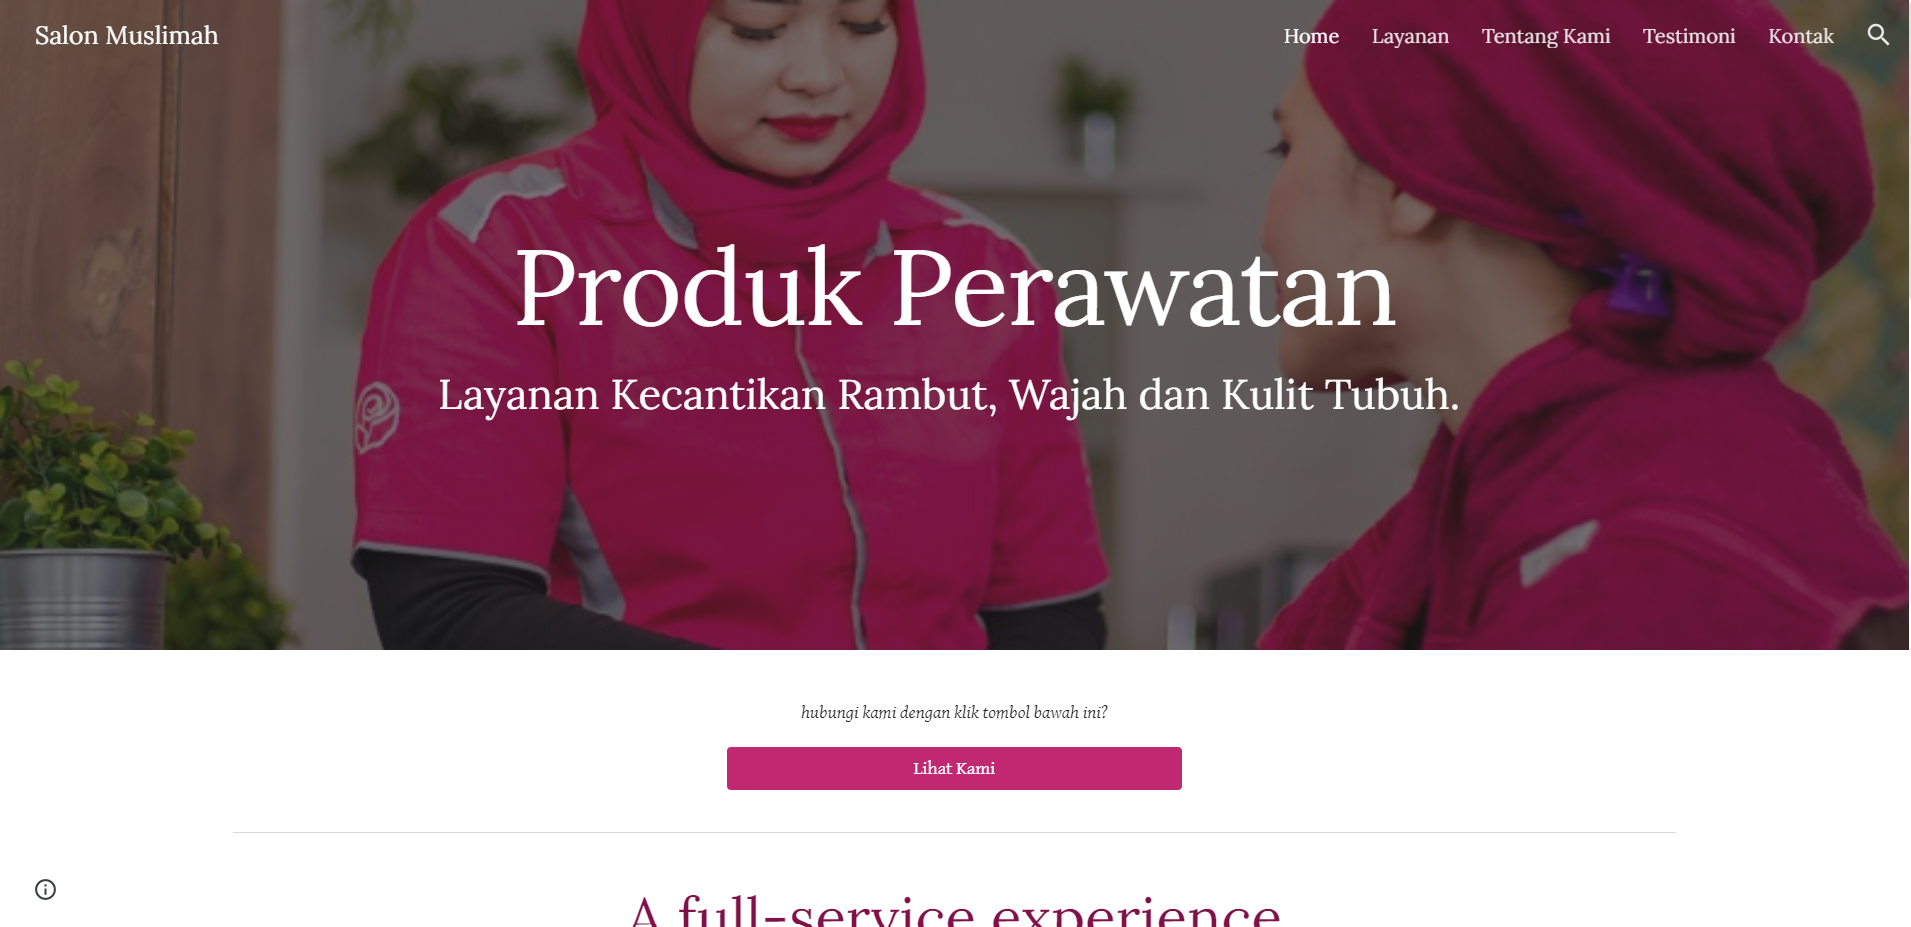 Salon Muslimah
Home Layanan Tentang Kami Testimoni Kontak
Produk Perawatan
Layanan Kecantikan Rambut, Wajah dan Kulit Tubuh.
hubungi kami dengan klik tombol bawah ini?
Lihat Kami
A full-service experience